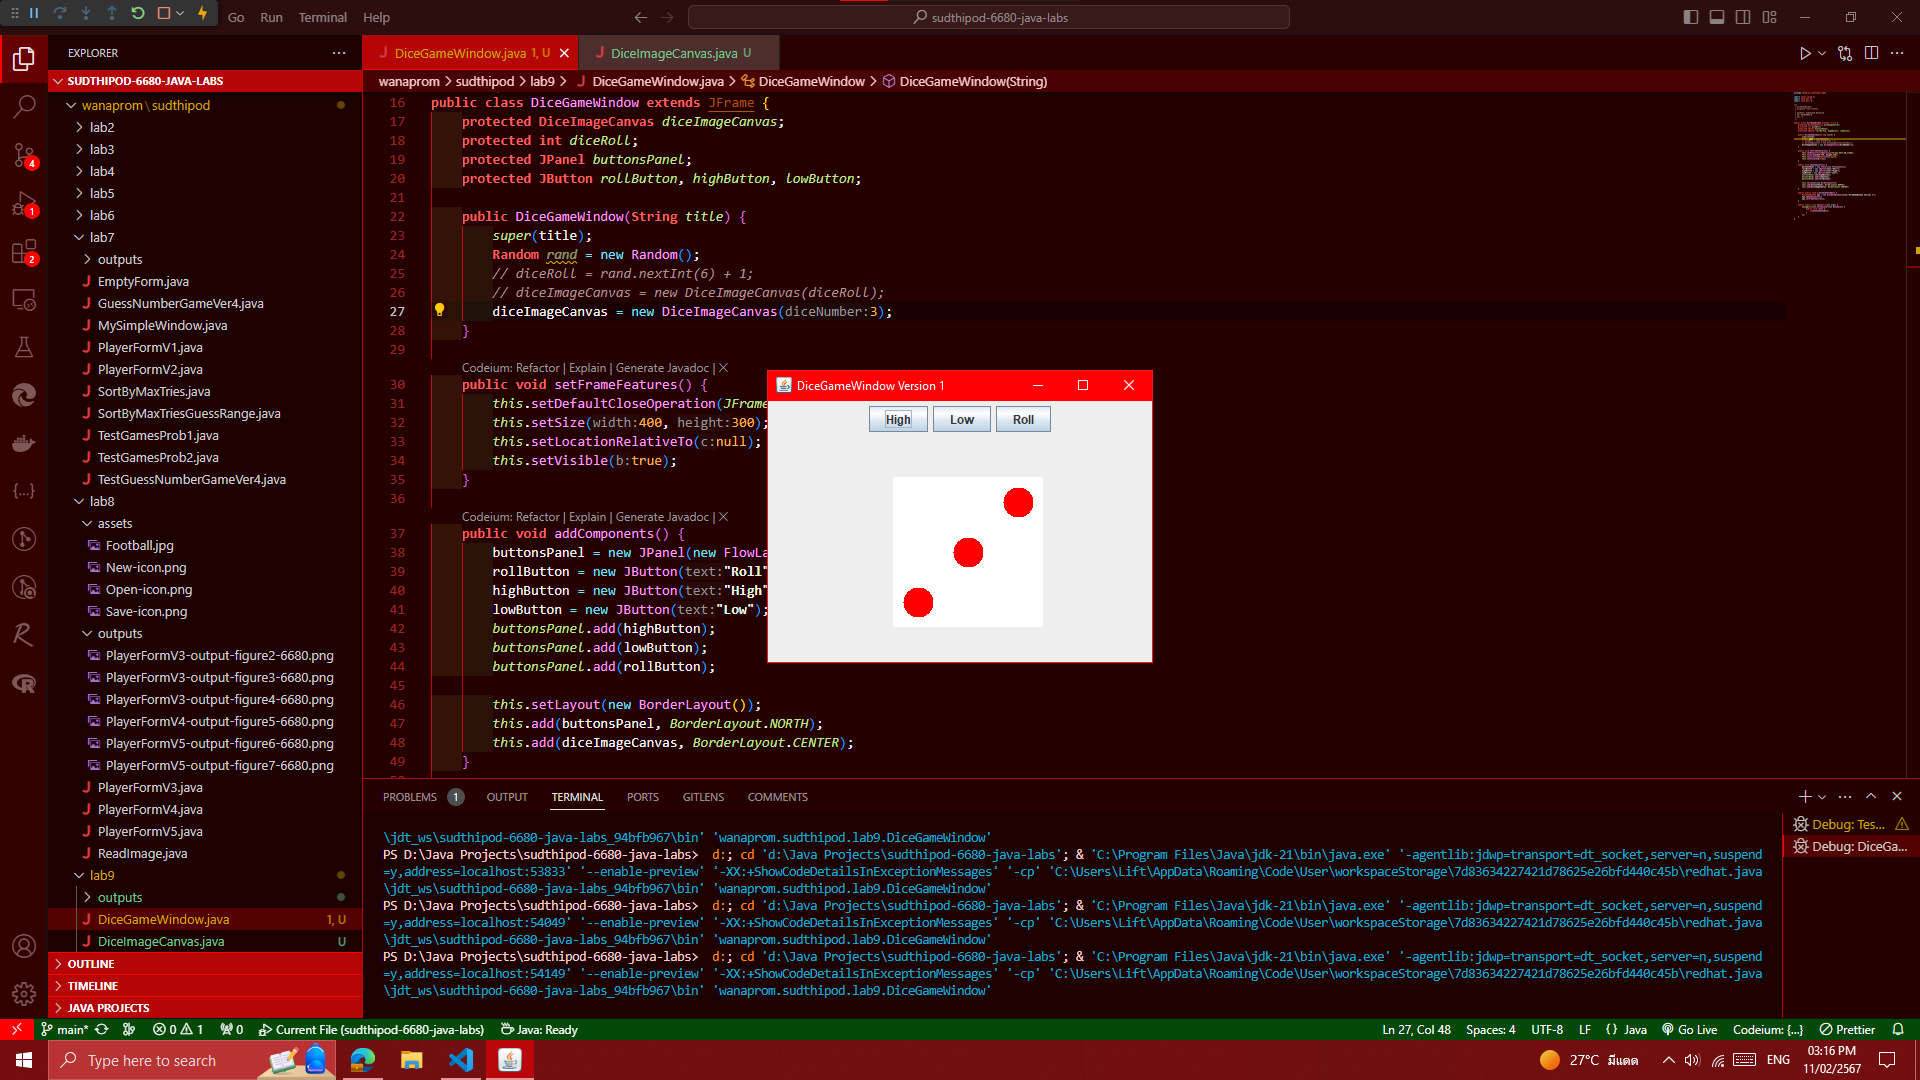 Go Run Terminal Help
sudthipod-6680-java-labs
EXPLORER
SUDTHIPOD-6680-JAVA-LABS
wanaprom \ sudthipod
lab2
lab3
lab4
lab5
lab6
lab7
outputs
EmptyForm.java
GuessNumberGameVer4.java
MySimpleWindow.java
PlayerFormV1.java
PlayerFormV2.java
SortByMaxTries.java
SortByMaxTriesGuessRange.java
TestGamesProb1.java
TestGamesProb2.java
TestGuessNumberGameVer4.java
lab8
assets
Football.jpg
New-icon.png
Open-icon.png
Save-icon.png
outputs
PlayerFormV3-output-figure2-6680.png
PlayerFormV3-output-figure3-6680.png
PlayerFormV3-output-figure4-6680.png
PlayerFormV4-output-figure5-6680.png
PlayerFormV5-output-figure6-6680.png
PlayerFormV5-output-figure7-6680.png
PlayerFormV3.java
PlayerFormV4.java
PlayerFormV5.java
ReadImage.java
lab9
outputs
DiceGameWindow.java 1, U
DiceImageCanvas.java U
OUTLINE
TIMELINE
JAVA PROJECTS
4
1
2
DiceGameWindow.java 1, U
DiceImageCanvas.java U
wanaprom > sudthipod > lab9 > DiceGameWindow.java > DiceGameWindow > DiceGameWindow(String)
16 public class DiceGameWindow extends JFrame {
17 protected DiceImageCanvas diceImageCanvas;
18 protected int diceRoll;
19 protected JPanel buttonsPanel;
20 protected JButton rollButton, highButton, lowButton;
21
22 public DiceGameWindow(String title) {
23 super(title);
24 Random rand = new Random();
25 // diceRoll = rand.nextInt(6) + 1;
26 // diceImageCanvas = new DiceImageCanvas(diceRoll);
27 diceImageCanvas = new DiceImageCanvas(diceNumber:3);
28 }
29
Codeium: Refactor | Explain | Generate Javadoc | X
30 public void setFrameFeatures() {
31 this.setDefaultCloseOperation(JFrame
32 this.setSize(width:400, height:300);
33 this.setLocationRelativeTo(c:null);
34 this.setVisible(b:true);
35 }
36
Codeium: Refactor | Explain | Generate Javadoc | X
37 public void addComponents() {
38 buttonsPanel = new JPanel(new FlowLa
39 rollButton = new JButton(text:"Roll"
40 highButton = new JButton(text:"High"
41 lowButton = new JButton(text:"Low");
42 buttonsPanel.add(highButton);
43 buttonsPanel.add(lowButton);
44 buttonsPanel.add(rollButton);
45
46 this.setLayout(new BorderLayout());
47 this.add(buttonsPanel, BorderLayout.NORTH);
48 this.add(diceImageCanvas, BorderLayout.CENTER);
49 }
DiceGameWindow Version 1
High Low Roll
PROBLEMS 1 OUTPUT TERMINAL PORTS GITLENS COMMENTS
\jdt_ws\sudthipod-6680-java-labs_94bfb967\bin' 'wanaprom.sudthipod.lab9.DiceGameWindow'
PS D:\Java Projects\sudthipod-6680-java-labs> d:; cd 'd:\Java Projects\sudthipod-6680-java-labs'; & 'C:\Program Files\Java\jdk-21\bin\java.exe' '-agentlib:jdwp=transport=dt_socket,server=n,suspend
=y,address=localhost:53833' '--enable-preview' '-XX:+ShowCodeDetailsInExceptionMessages' '-cp' 'C:\Users\Lift\AppData\Roaming\Code\User\workspaceStorage\7d83634227421d78625e26bfd440c45b\redhat.java
\jdt_ws\sudthipod-6680-java-labs_94bfb967\bin' 'wanaprom.sudthipod.lab9.DiceGameWindow'
PS D:\Java Projects\sudthipod-6680-java-labs> d:; cd 'd:\Java Projects\sudthipod-6680-java-labs'; & 'C:\Program Files\Java\jdk-21\bin\java.exe' '-agentlib:jdwp=transport=dt_socket,server=n,suspend
=y,address=localhost:54049' '--enable-preview' '-XX:+ShowCodeDetailsInExceptionMessages' '-cp' 'C:\Users\Lift\AppData\Roaming\Code\User\workspaceStorage\7d83634227421d78625e26bfd440c45b\redhat.java
\jdt_ws\sudthipod-6680-java-labs_94bfb967\bin' 'wanaprom.sudthipod.lab9.DiceGameWindow'
PS D:\Java Projects\sudthipod-6680-java-labs> d:; cd 'd:\Java Projects\sudthipod-6680-java-labs'; & 'C:\Program Files\Java\jdk-21\bin\java.exe' '-agentlib:jdwp=transport=dt_socket,server=n,suspend
=y,address=localhost:54149' '--enable-preview' '-XX:+ShowCodeDetailsInExceptionMessages' '-cp' 'C:\Users\Lift\AppData\Roaming\Code\User\workspaceStorage\7d83634227421d78625e26bfd440c45b\redhat.java
\jdt_ws\sudthipod-6680-java-labs_94bfb967\bin' 'wanaprom.sudthipod.lab9.DiceGameWindow'
Debug: Tes...
Debug: DiceGa...
main* 0 1 0 Current File (sudthipod-6680-java-labs) Java: Ready
Ln 27, Col 48 Spaces: 4 UTF-8 LF {} Java Go Live Codeium: {...} Prettier
Type here to search
27°C มีแดด ENG
03:16 PM
11/02/2567